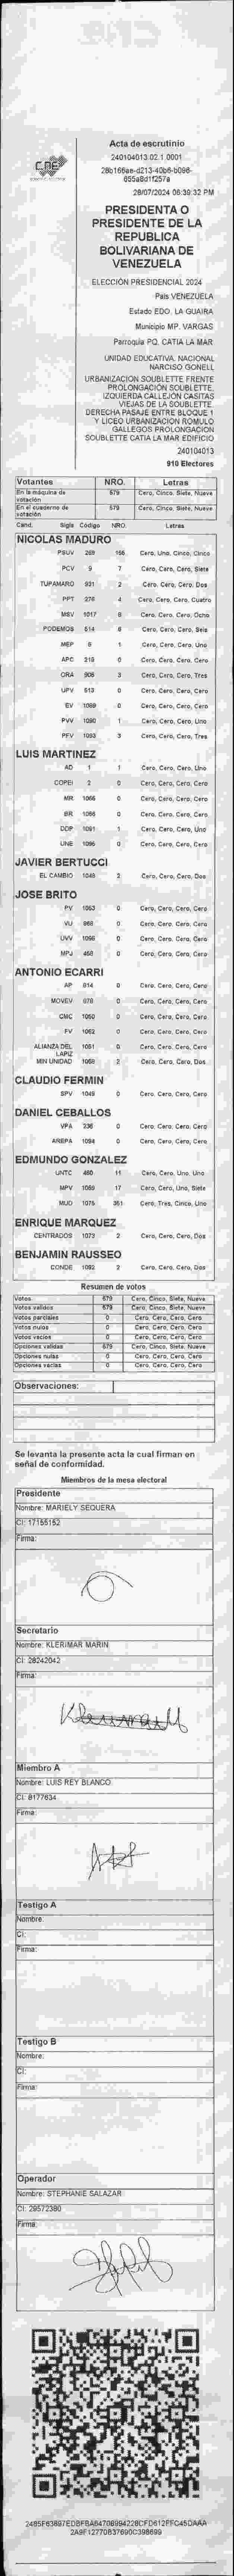 CNE
Acta de escrutinio
240104013.02.1.0001
28/07/2024 06:39:32 PM
PRESIDENTA O
PRESIDENTE DE LA
REPUBLICA
BOLIVARIANA DE
VENEZUELA
ELECCIÓN PRESIDENCIAL 2024
País VENEZUELA
Estado EDO. LA GUAIRA
Municipio MP. VARGAS
Parroquia PQ. CATIA LA MAR
UNIDAD EDUCATIVA. NACIONAL
NARCISO GONELL
URBANIZACION SOUBLETTE FRENTE
PROLONGACION SOUBLETTE.
IZQUIERDA CALLEJON CASITAS
VIEJAS DE LA SOUBLETTE.
DERECHA PASAJE ENTRE BLOQUE 1
Y LICEO URBANIZACION ROMULO
GALLEGOS PROLONGACION
SOUBLETTE CATIA LA MAR EDIFICIO
240104013
910 Electores
Votantes NRO. Letras
En la máquina de votación 579 Cero, Cinco, Siete, Nueve
En el cuaderno de votación 579 Cero, Cinco, Siete, Nueve
Cand. Sigla Código NRO. Letras
NICOLAS MADURO
PSUV 269 155 Cero, Uno, Cinco, Cinco
PCV 9 7 Cero, Cero, Cero, Siete
TUPAMARO 931 2 Cero, Cero, Cero, Dos
PPT 276 4 Cero, Cero, Cero, Cuatro
MSV 1017 8 Cero, Cero, Cero, Ocho
PODEMOS 514 6 Cero, Cero, Cero, Seis
MEP 8 1 Cero, Cero, Cero, Uno
APC 215 0 Cero, Cero, Cero, Cero
ORA 906 3 Cero, Cero, Cero, Tres
UPV 513 0 Cero, Cero, Cero, Cero
EV 1089 0 Cero, Cero, Cero, Cero
PVV 1090 1 Cero, Cero, Cero, Uno
PFV 1093 3 Cero, Cero, Cero, Tres
LUIS MARTINEZ
AD 1 1 Cero, Cero, Cero, Uno
COPEI 2 0 Cero, Cero, Cero, Cero
MR 1066 0 Cero, Cero, Cero, Cero
BR 0 Cero, Cero, Cero, Cero
DDP 1091 1 Cero, Cero, Cero, Uno
UNE 1095 0 Cero, Cero, Cero, Cero
JAVIER BERTUCCI
EL CAMBIO 1048 2 Cero, Cero, Cero, Dos
JOSE BRITO
PV 1063 0 Cero, Cero, Cero, Cero
VU 968 0 Cero, Cero, Cero, Cero
UVV 1096 0 Cero, Cero, Cero, Cero
MPJ 458 0 Cero, Cero, Cero, Cero
ANTONIO ECARRI
AP 914 0 Cero, Cero, Cero, Cero
MOVEV 978 0 Cero, Cero, Cero, Cero
CMC 1050 0 Cero, Cero, Cero, Cero
FV 1062 0 Cero, Cero, Cero, Cero
ALIANZA DEL LAPIZ 1051 0 Cero, Cero, Cero, Cero
MIN UNIDAD 1068 2 Cero, Cero, Cero, Dos
CLAUDIO FERMIN
SPV 1049 0 Cero, Cero, Cero, Cero
DANIEL CEBALLOS
VPA 236 0 Cero, Cero, Cero, Cero
AREPA 1094 0 Cero, Cero, Cero, Cero
EDMUNDO GONZALEZ
UNTC 460 11 Cero, Cero, Uno, Uno
MPV 1069 17 Cero, Cero, Uno, Siete
MUD 1075 351 Cero, Tres, Cinco, Uno
ENRIQUE MARQUEZ
CENTRADOS 1073 2 Cero, Cero, Cero, Dos
BENJAMIN RAUSSEO
CONDE 1092 2 Cero, Cero, Cero, Dos
Resumen de votos
Votos 579 Cero, Cinco, Siete, Nueve
Votos validos 579 Cero, Cinco, Siete, Nueve
Votos parciales 0 Cero, Cero, Cero, Cero
Votos nulos 0 Cero, Cero, Cero, Cero
Votos vacios 0 Cero, Cero, Cero, Cero
Opciones validas 579 Cero, Cinco, Siete, Nueve
Opciones nulas 0 Cero, Cero, Cero, Cero
Opciones vacias 0 Cero, Cero, Cero, Cero
Observaciones:
Se levanta la presente acta la cual firman en
señal de conformidad.
Miembros de la mesa electoral
Presidente
Nombre: MARIELY SEQUERA
CI: 17155152
Firma:
Secretario
Nombre: KLERIMAR MARIN
CI: 28242042
Firma:
Miembro A
Nombre: LUIS REY BLANCO
CI: 8177634
Firma:
Testigo A
Nombre:
CI:
Firma:
Testigo B
Nombre:
CI:
Firma:
Operador
Nombre: STEPHANIE SALAZAR
CI: 29572380
Firma: